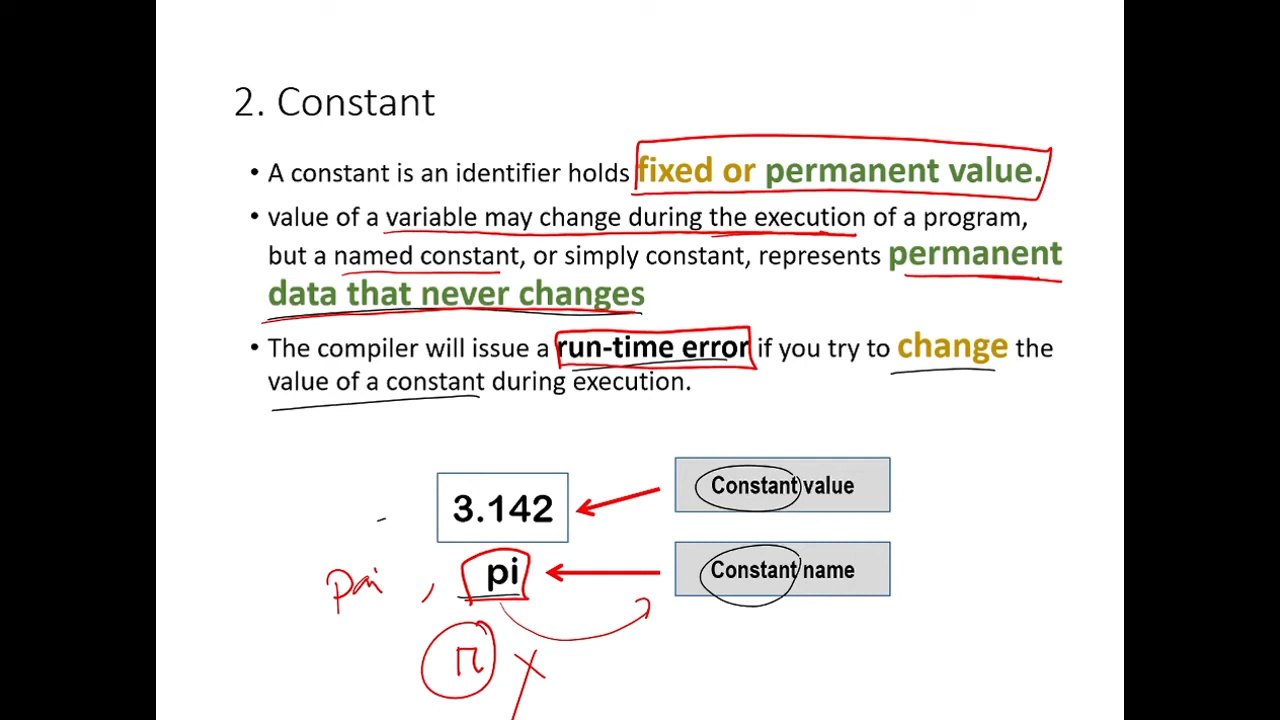 2. Constant
• A constant is an identifier holds fixed or permanent value.
• value of a variable may change during the execution of a program,
but a named constant, or simply constant, represents permanent
data that never changes
• The compiler will issue a run-time error if you try to change the
value of a constant during execution.
3.142
Constant value
pai , pi
Constant name
π x